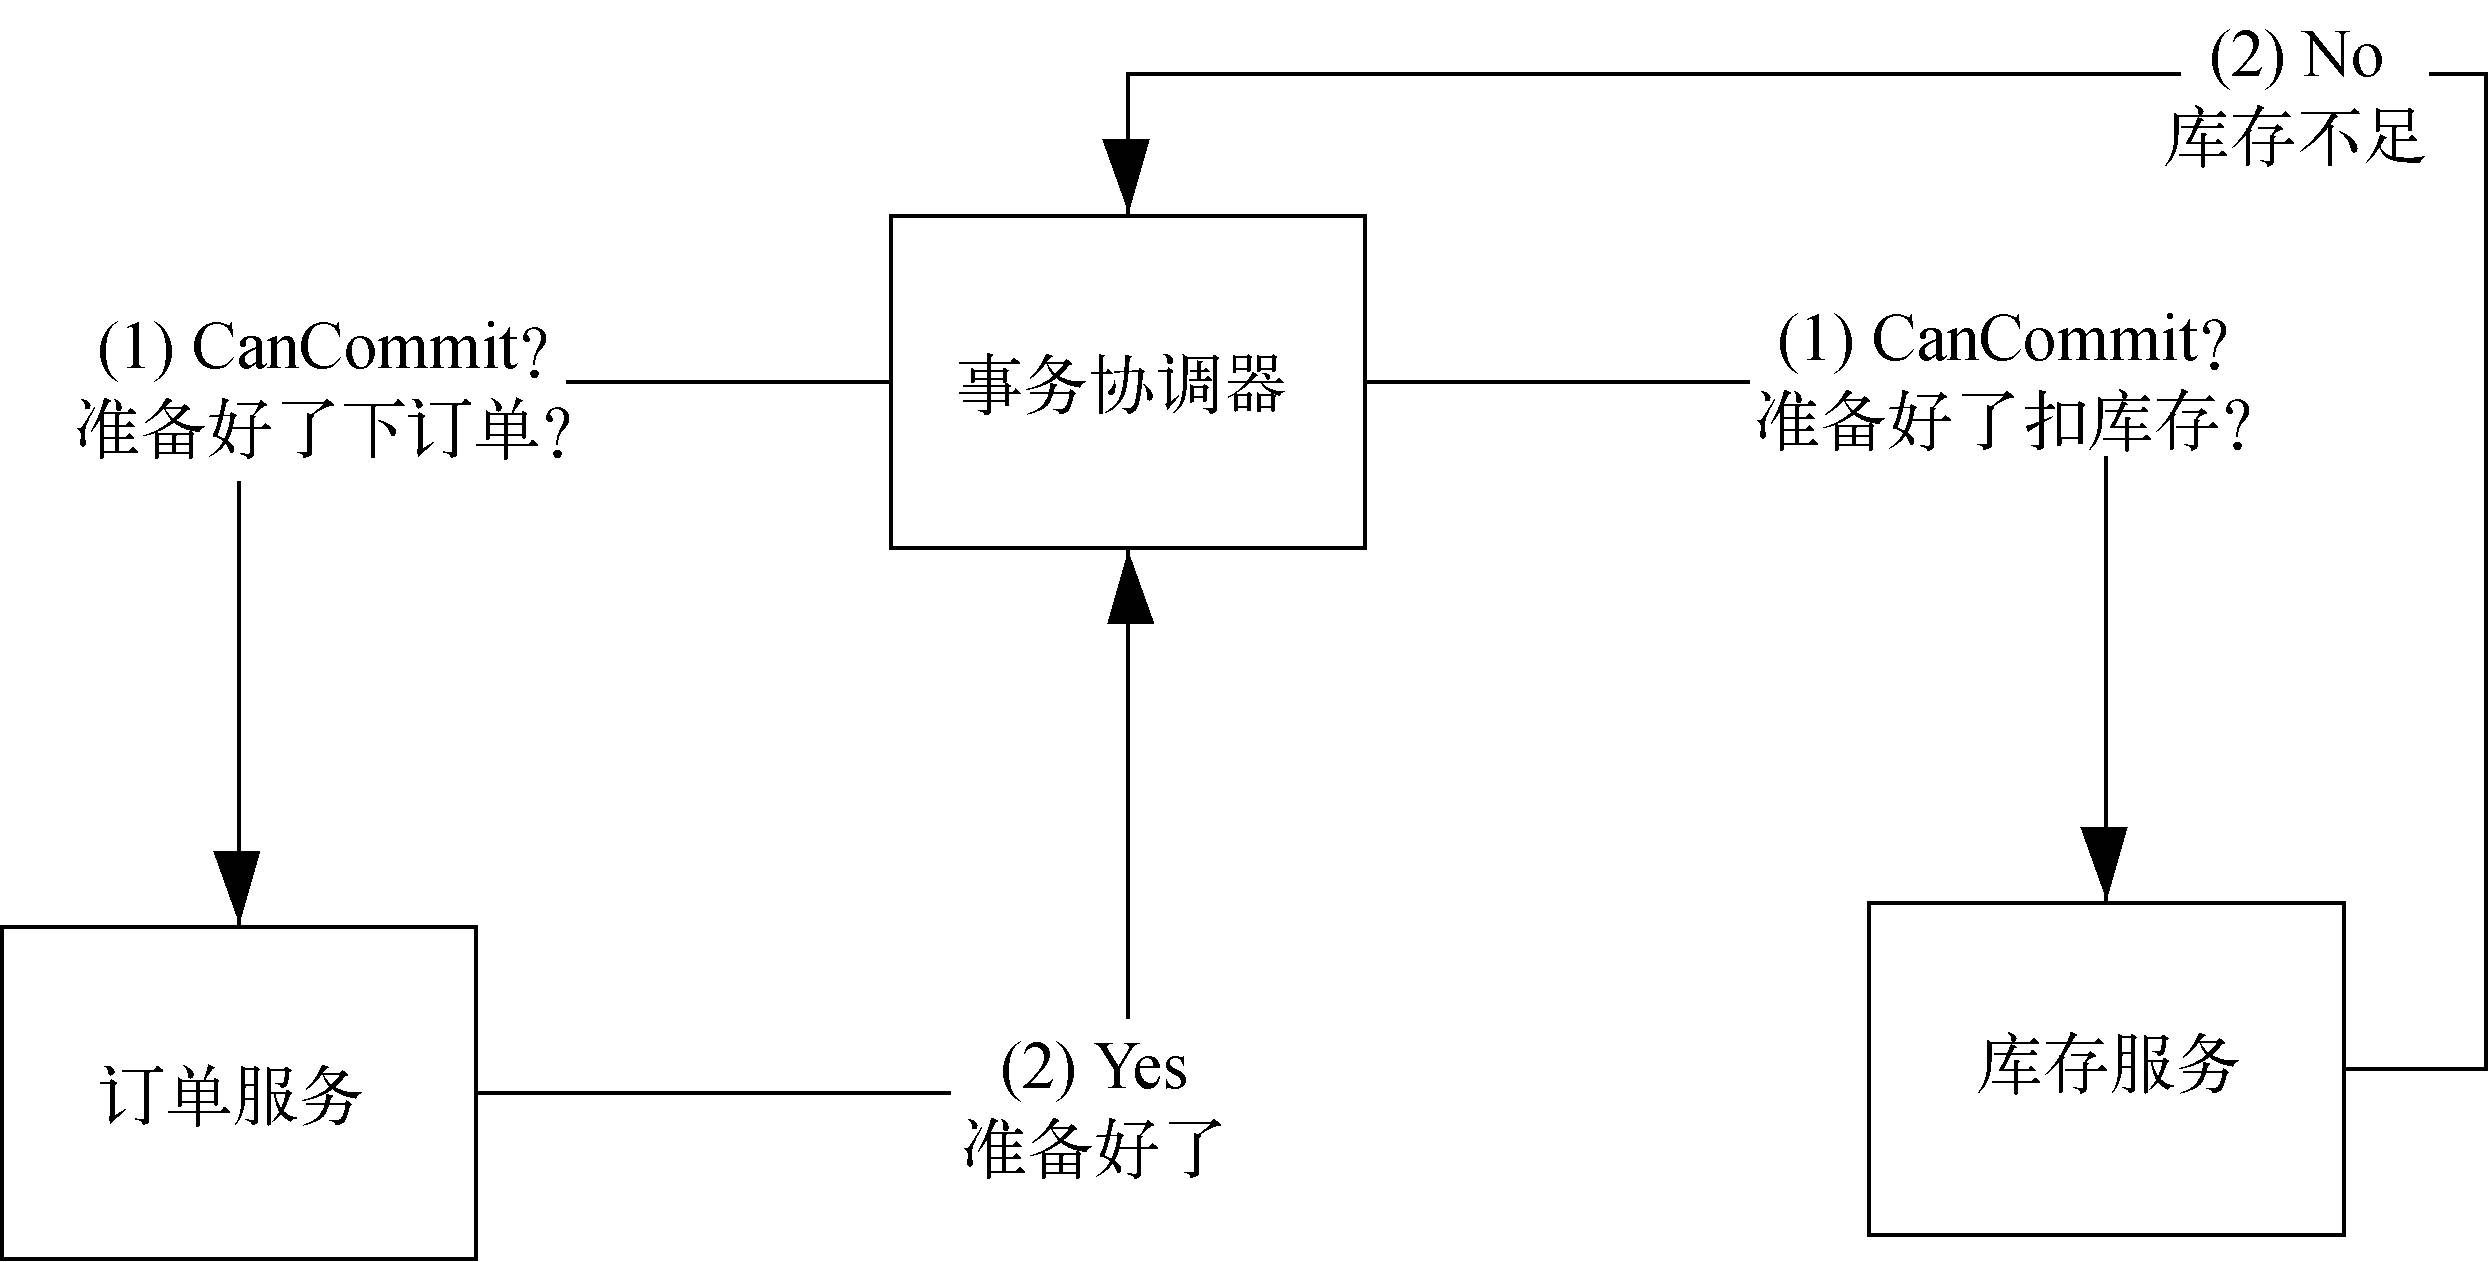 (2) No
库存不足
(1) CanCommit?
准备好了下订单?
事务协调器
(1) CanCommit?
准备好了扣库存?
订单服务
(2) Yes
准备好了
库存服务